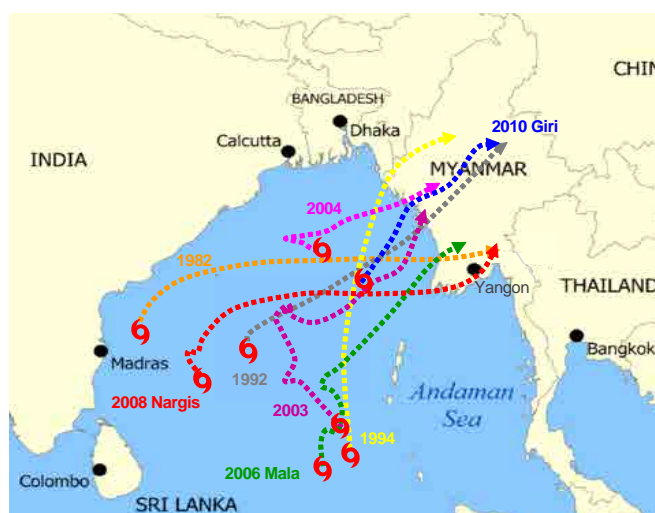 CHIN
BANGLADESH
Dhaka
2010 Giri
Calcutta
INDIA
MYANMAR
2004
1982
Yangon
THAILAND
Madras
1992
Bangkok
2008 Nargis
2003
Andaman
Sea
1994
Colombo
2006 Mala
SRI LANKA